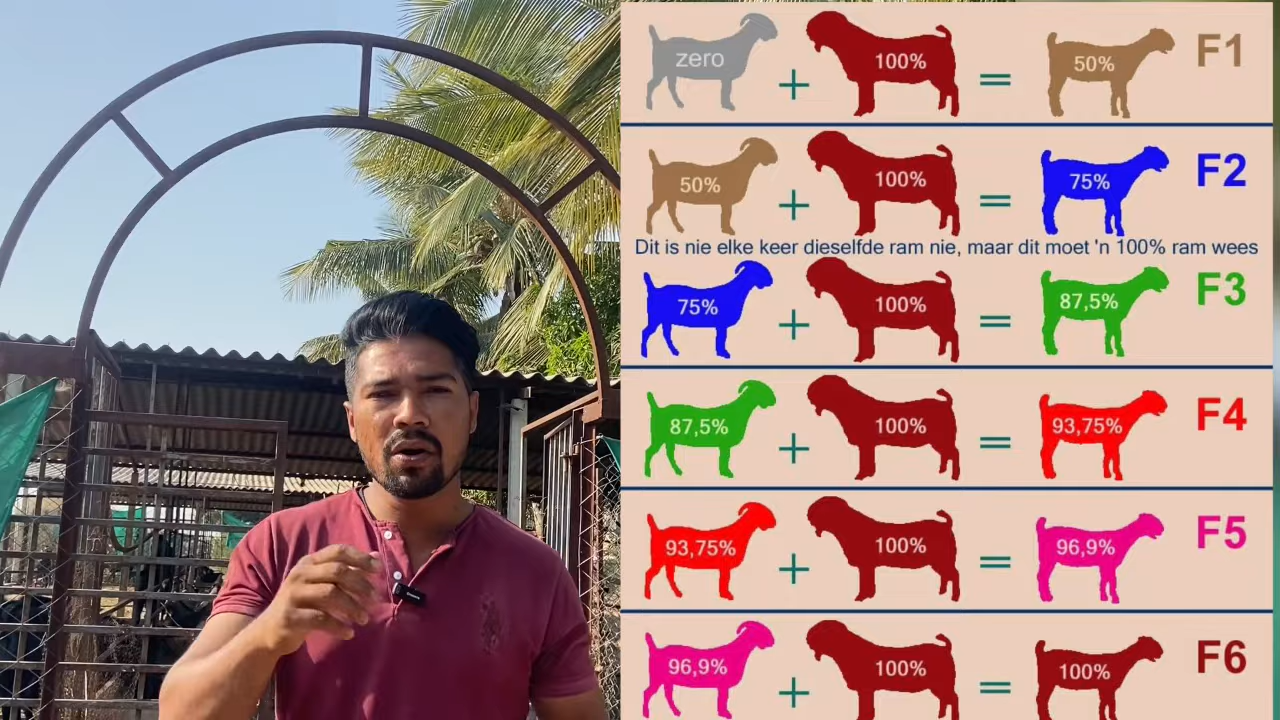 zero + 100% = 50% F1
50% + 100% = 75% F2
Dit is nie elke keer dieselfde ram nie, maar dit moet 'n 100% ram wees
75% + 100% = 87,5% F3
87,5% + 100% = 93,75% F4
93,75% + 100% = 96,9% F5
96,9% + 100% = 100% F6